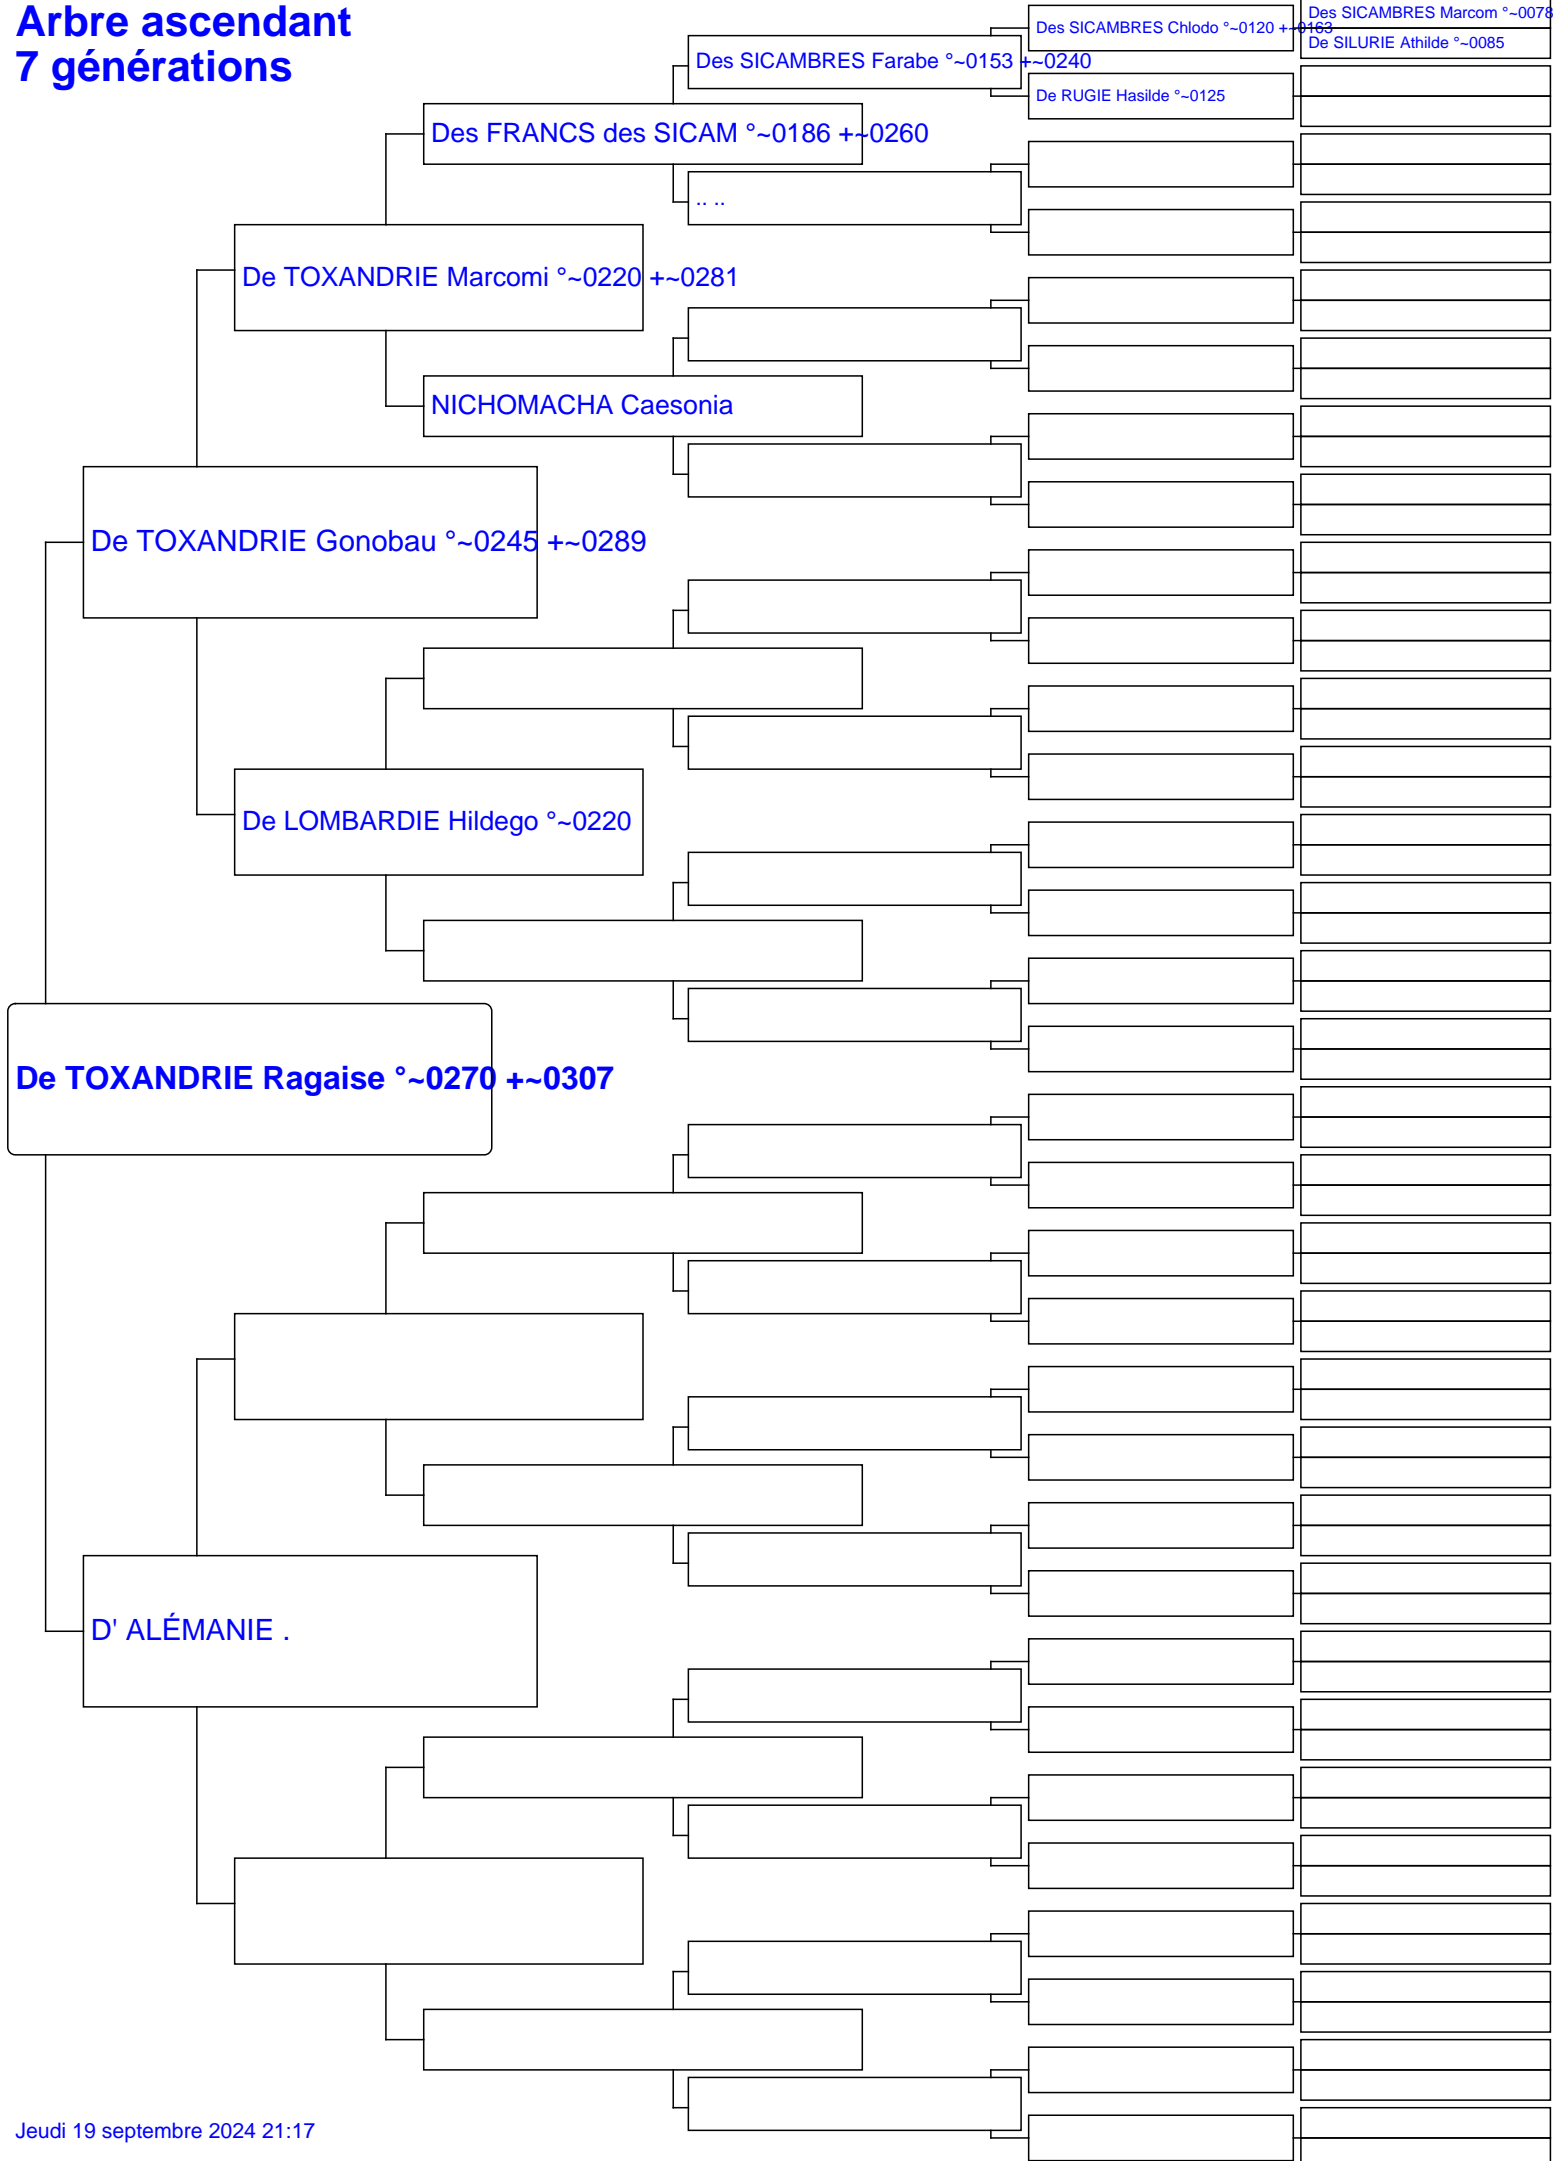 Arbre ascendant
7 générations
Des SICAMBRES Marcom °~0078
Des SICAMBRES Chlodo °~0120 +~0163
De SILURIE Athilde °~0085
Des SICAMBRES Farabe °~0153 +~0240
De RUGIE Hasilde °~0125
Des FRANCS des SICAM °~0186 +~0260
.. ..
De TOXANDRIE Marcomi °~0220 +~0281
NICHOMACHA Caesonia
De TOXANDRIE Gonobau °~0245 +~0289
De LOMBARDIE Hildego °~0220
De TOXANDRIE Ragaise °~0270 +~0307
D' ALÉMANIE .
Jeudi 19 septembre 2024 21:17